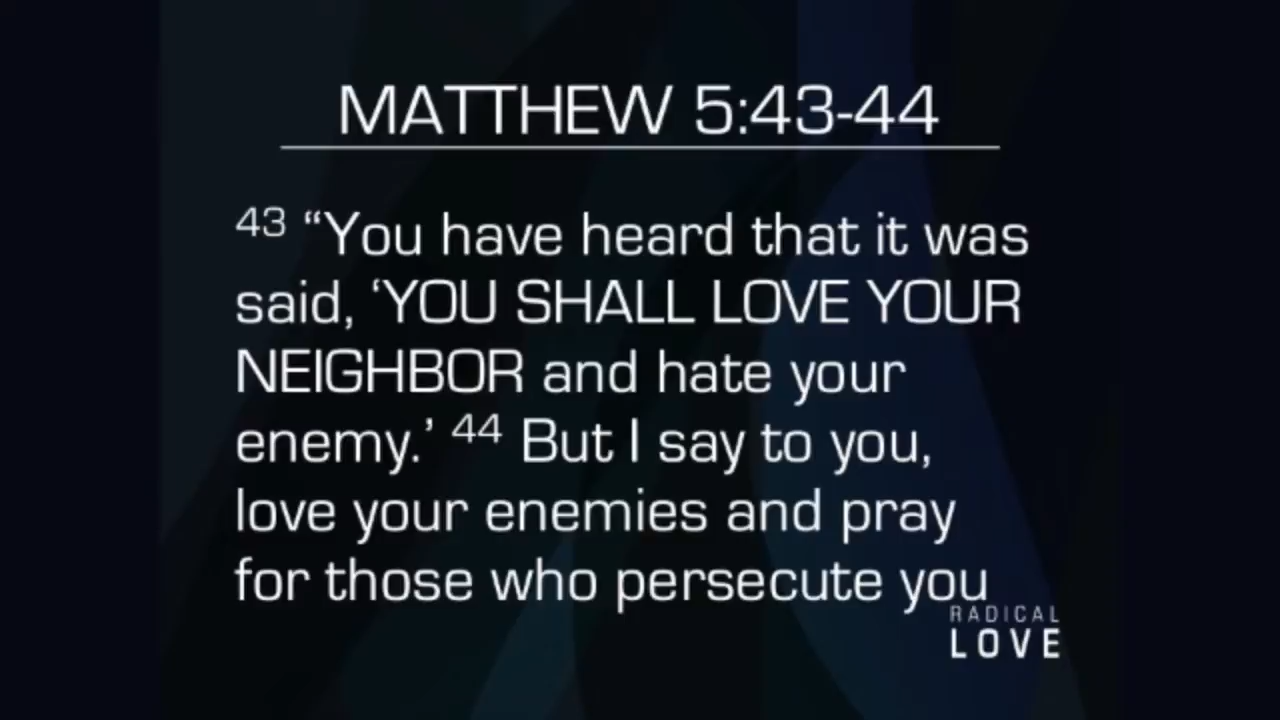 MATTHEW 5:43-44
43 “You have heard that it was
said, ‘YOU SHALL LOVE YOUR
NEIGHBOR and hate your
enemy.’ 44 But I say to you,
love your enemies and pray
for those who persecute you
RADICAL
LOVE